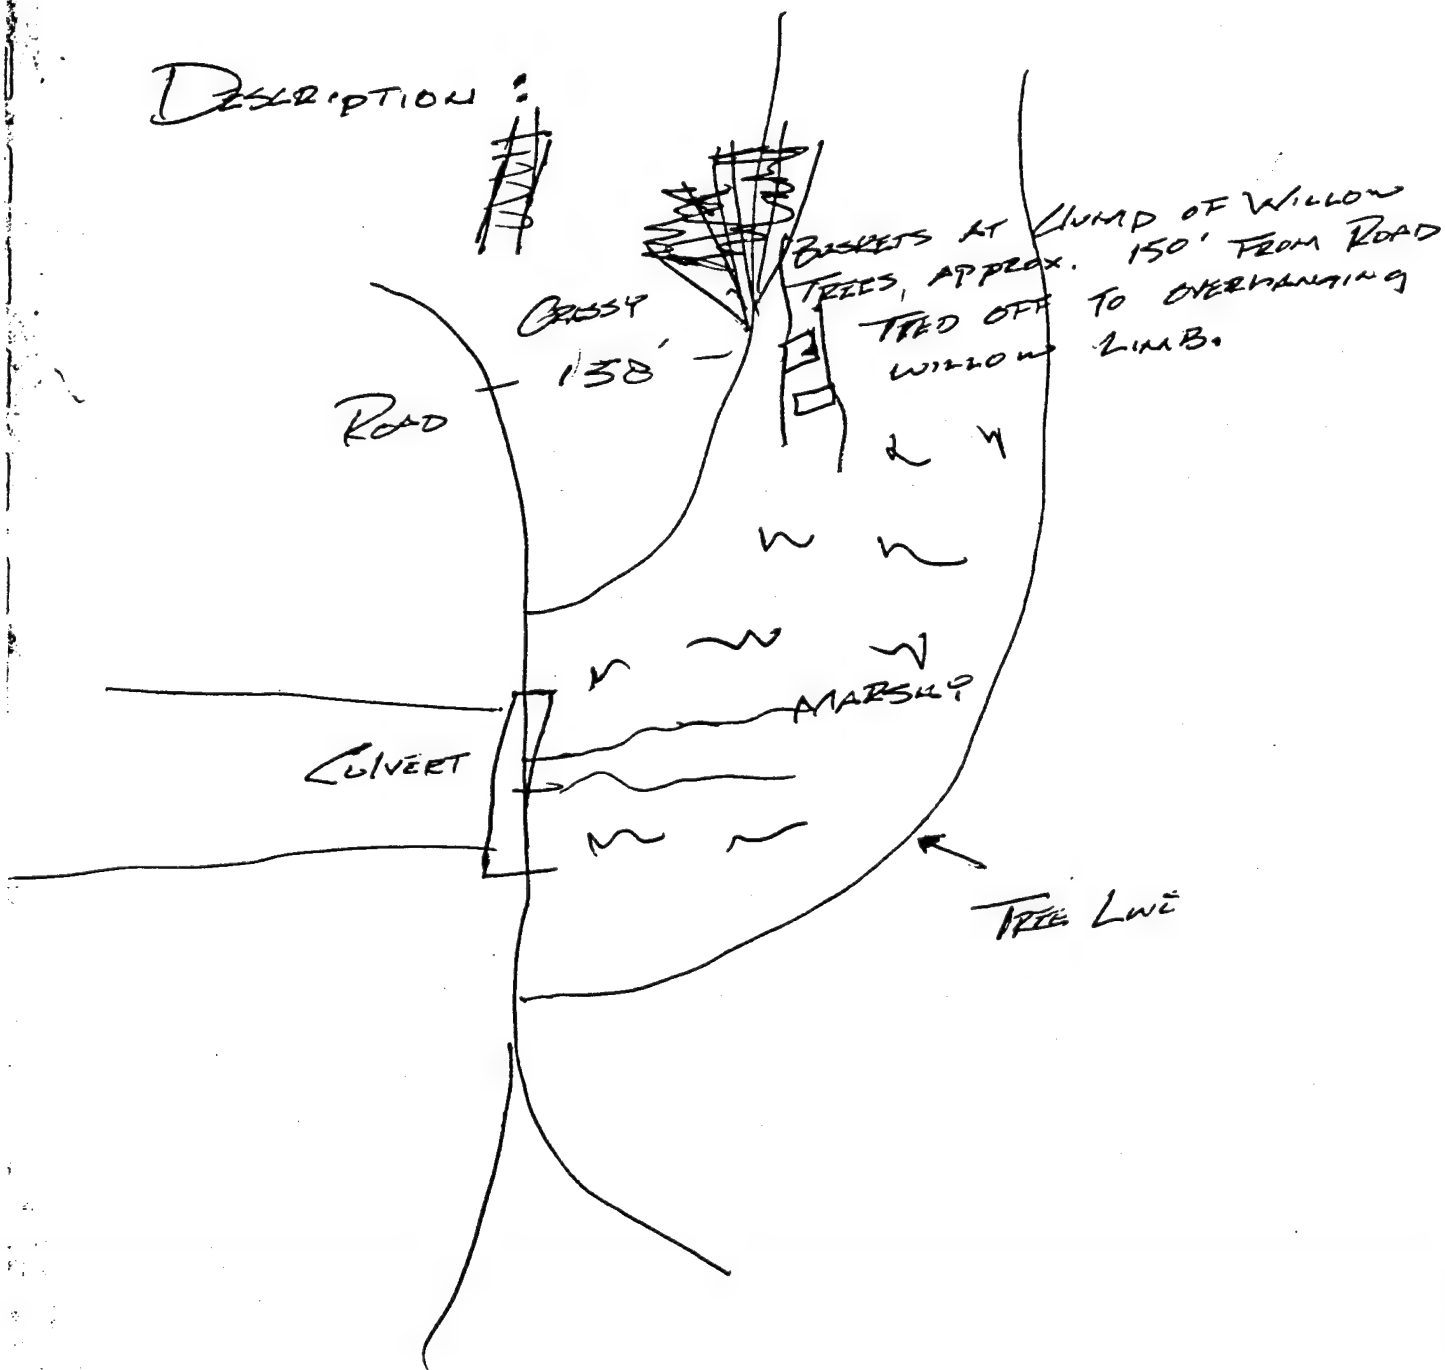 DESCRIPTION :
BASKETS AT CLUMP OF WILLOW
TREES, APPROX. 150' FROM ROAD
TIED OFF TO OVERHANGING
WILLOW LIMB.
GRASSY
150'
ROAD
MARSHY
CULVERT
TREE LINE